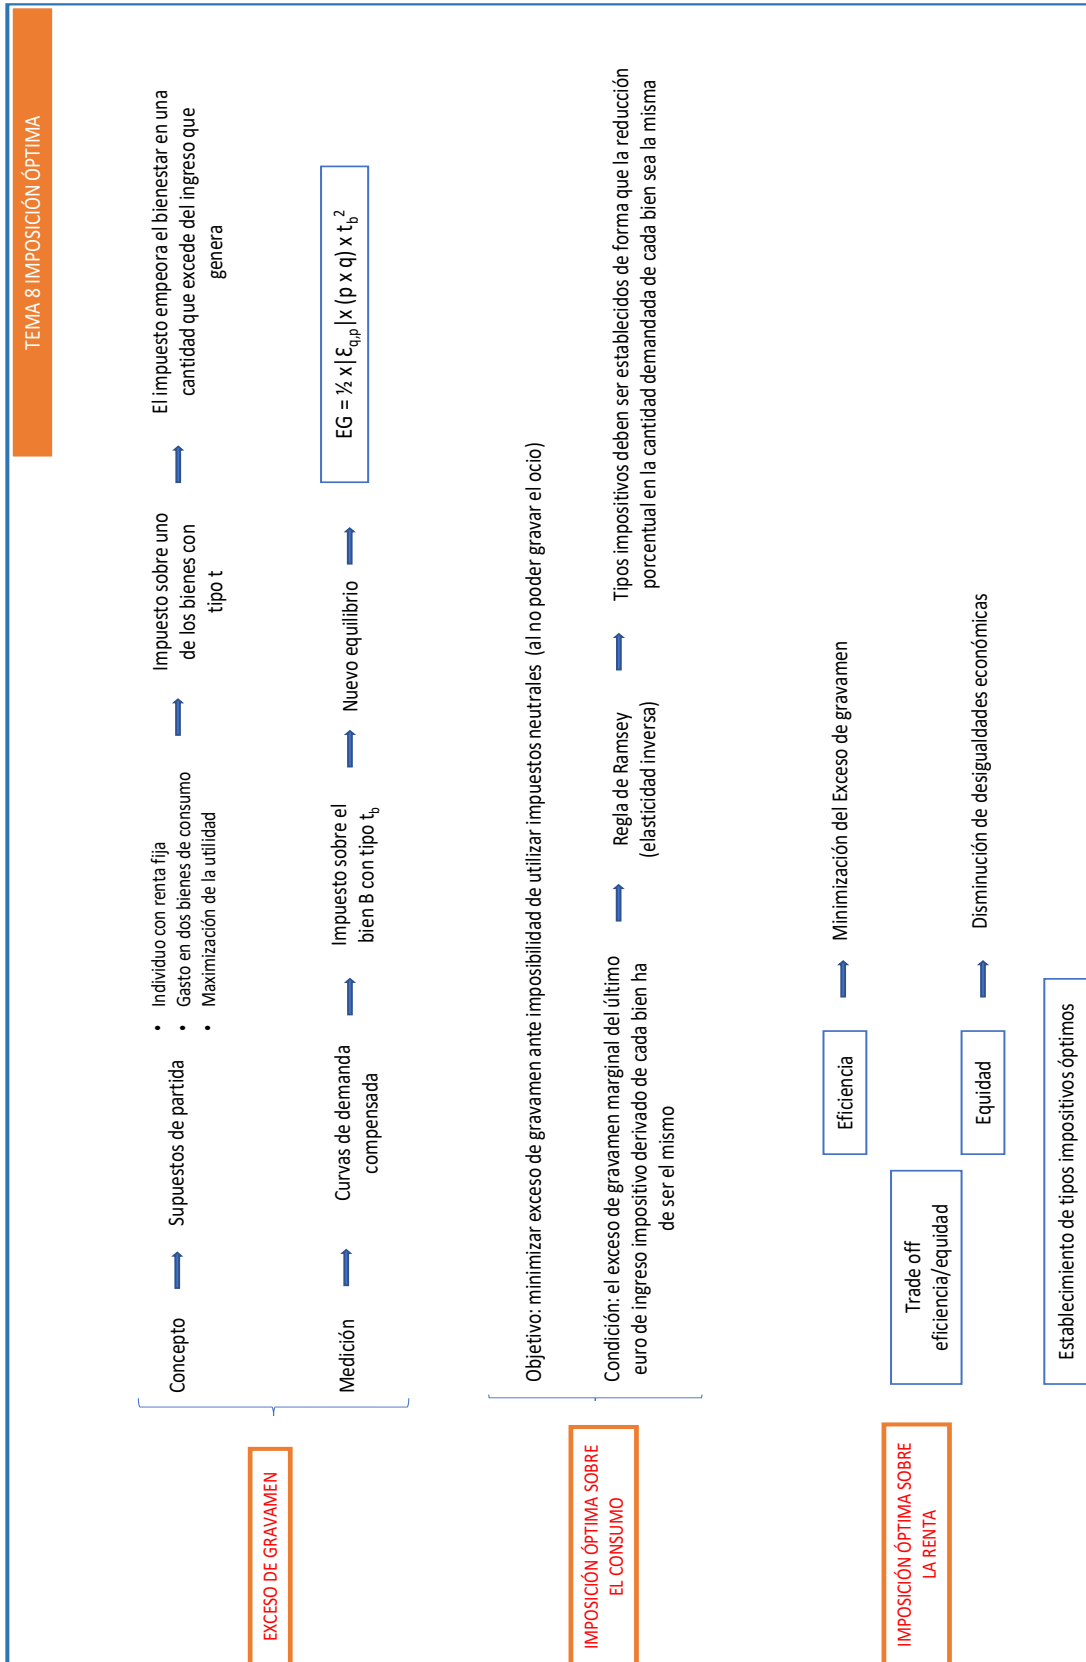 TEMA 8 IMPOSICIÓN ÓPTIMA
EXCESO DE GRAVAMEN
Concepto
Supuestos de partida
• Individuo con renta fija
• Gasto en dos bienes de consumo
• Maximización de la utilidad
Impuesto sobre uno
de los bienes con
tipo t
El impuesto empeora el bienestar en una
cantidad que excede del ingreso que
genera
Medición
Curvas de demanda
compensada
Impuesto sobre el
bien B con tipo t_b
Nuevo equilibrio
EG = ½ x|Ɛ_q,p|x (p x q) x t_b²
IMPOSICIÓN ÓPTIMA SOBRE
EL CONSUMO
Objetivo: minimizar exceso de gravamen ante imposibilidad de utilizar impuestos neutrales (al no poder gravar el ocio)
Condición: el exceso de gravamen marginal del último
euro de ingreso impositivo derivado de cada bien ha
de ser el mismo
Regla de Ramsey
(elasticidad inversa)
Tipos impositivos deben ser establecidos de forma que la reducción
porcentual en la cantidad demandada de cada bien sea la misma
IMPOSICIÓN ÓPTIMA SOBRE
LA RENTA
Trade off
eficiencia/equidad
Eficiencia
Minimización del Exceso de gravamen
Equidad
Disminución de desigualdades económicas
Establecimiento de tipos impositivos óptimos